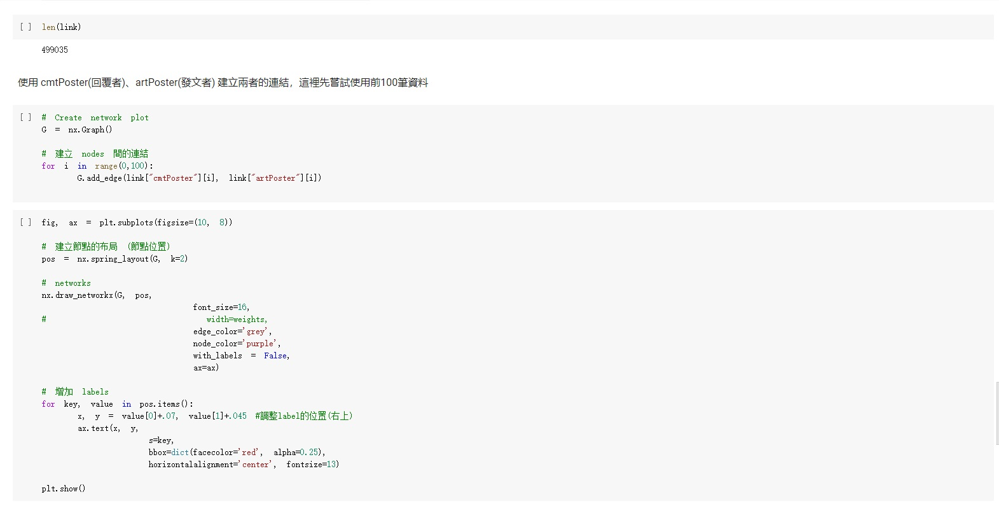 [ ] len(link)
499035
使用 cmtPoster(回覆者)、artPoster(發文者) 建立兩者的連結，這裡先嘗試使用前100筆資料
[ ] # Create network plot
G = nx.Graph()
# 建立 nodes 間的連結
for i in range(0,100):
G.add_edge(link["cmtPoster"][i], link["artPoster"][i])
[ ] fig, ax = plt.subplots(figsize=(10, 8))
# 建立節點的布局 (節點位置)
pos = nx.spring_layout(G, k=2)
# networks
nx.draw_networkx(G, pos,
font_size=16,
# width=weights,
edge_color='grey',
node_color='purple',
with_labels = False,
ax=ax)
# 增加 labels
for key, value in pos.items():
x, y = value[0]+.07, value[1]+.045 #調整label的位置(右上)
ax.text(x, y,
s=key,
bbox=dict(facecolor='red', alpha=0.25),
horizontalalignment='center', fontsize=13)
plt.show()